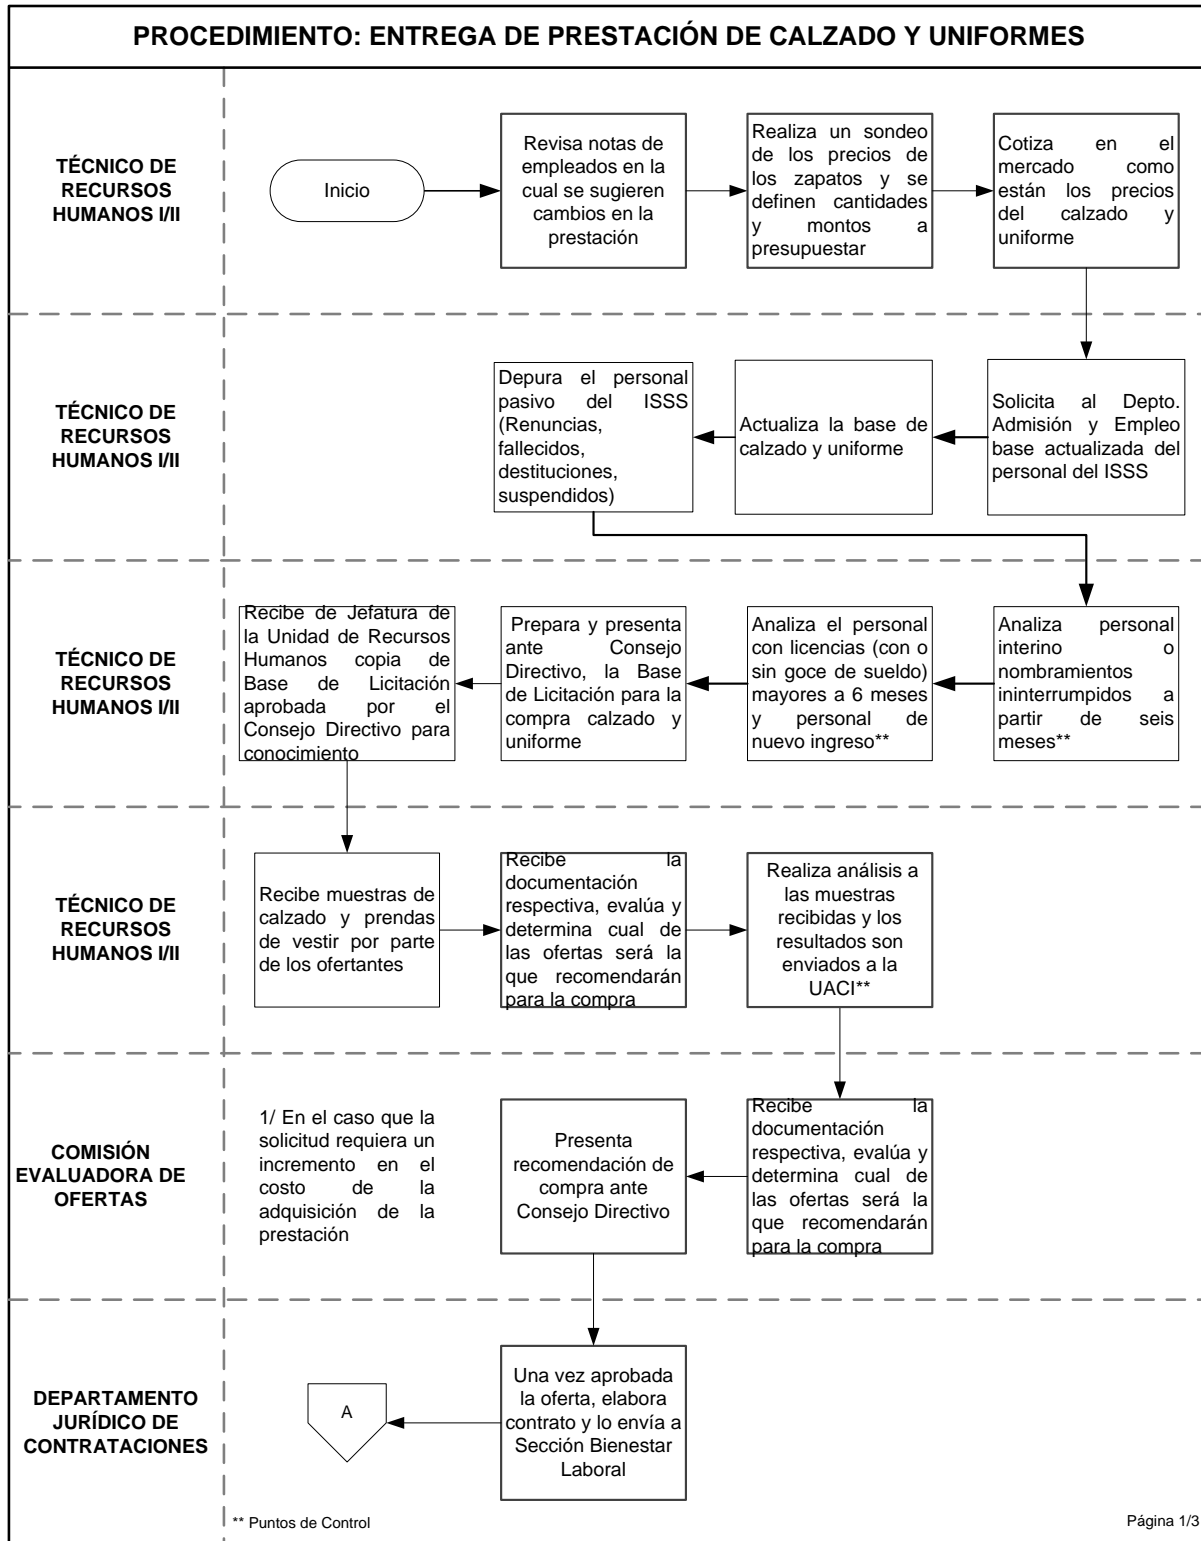 PROCEDIMIENTO: ENTREGA DE PRESTACIÓN DE CALZADO Y UNIFORMES
TÉCNICO DE
RECURSOS
HUMANOS I/II
Inicio
Revisa notas de
empleados en la
cual se sugieren
cambios en la
prestación
Realiza un sondeo
de los precios de
los zapatos y se
definen cantidades
y montos a
presupuestar
Cotiza en el
mercado como
están los precios
del calzado y
uniforme
TÉCNICO DE
RECURSOS
HUMANOS I/II
Depura el personal
pasivo del ISSS
(Renuncias,
fallecidos,
destituciones,
suspendidos)
Actualiza la base de
calzado y uniforme
Solicita al Depto.
Admisión y Empleo
base actualizada del
personal del ISSS
TÉCNICO DE
RECURSOS
HUMANOS I/II
Recibe de Jefatura de
la Unidad de Recursos
Humanos copia de
Base de Licitación
aprobada por el
Consejo Directivo para
conocimiento
Prepara y presenta
ante Consejo
Directivo, la Base
de Licitación para la
compra calzado y
uniforme
Analiza el personal
con licencias (con o
sin goce de sueldo)
mayores a 6 meses
y personal de
nuevo ingreso**
Analiza personal
interino o
nombramientos
ininterrumpidos a
partir de seis
meses**
TÉCNICO DE
RECURSOS
HUMANOS I/II
Recibe muestras de
calzado y prendas
de vestir por parte
de los ofertantes
Recibe la
documentación
respectiva, evalúa y
determina cual de
las ofertas será la
que recomendarán
para la compra
Realiza análisis a
las muestras
recibidas y los
resultados son
enviados a la
UACI**
COMISIÓN
EVALUADORA DE
OFERTAS
1/ En el caso que la
solicitud requiera un
incremento en el
costo de la
adquisición de la
prestación
Presenta
recomendación de
compra ante
Consejo Directivo
Recibe la
documentación
respectiva, evalúa y
determina cual de
las ofertas será la
que recomendarán
para la compra
DEPARTAMENTO
JURÍDICO DE
CONTRATACIONES
A
Una vez aprobada
la oferta, elabora
contrato y lo envía a
Sección Bienestar
Laboral
** Puntos de Control
Página 1/3